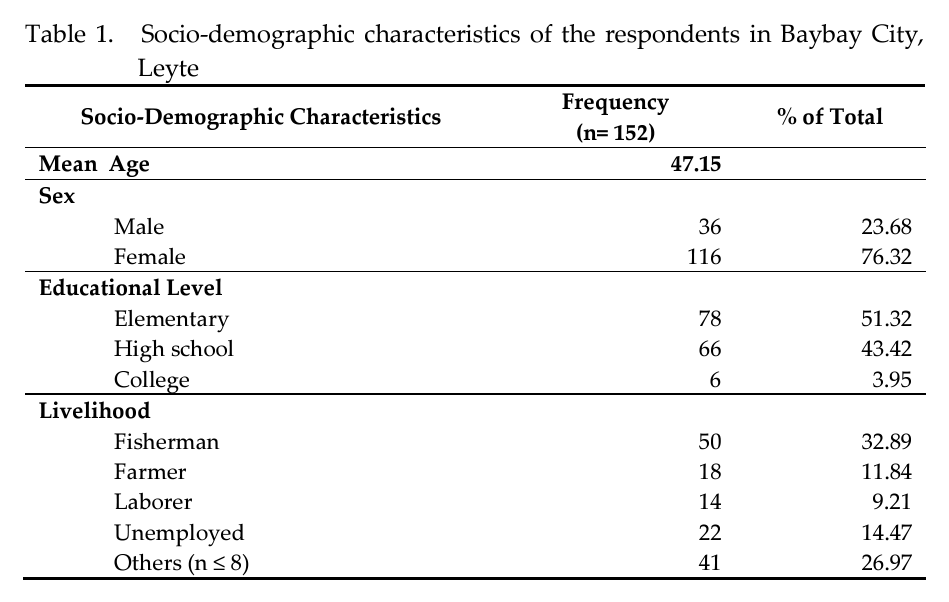 Table 1. Socio-demographic characteristics of the respondents in Baybay City,
Leyte
Socio-Demographic Characteristics Frequency (n= 152) % of Total
Mean Age 47.15
Sex
Male 36 23.68
Female 116 76.32
Educational Level
Elementary 78 51.32
High school 66 43.42
College 6 3.95
Livelihood
Fisherman 50 32.89
Farmer 18 11.84
Laborer 14 9.21
Unemployed 22 14.47
Others (n ≤ 8) 41 26.97